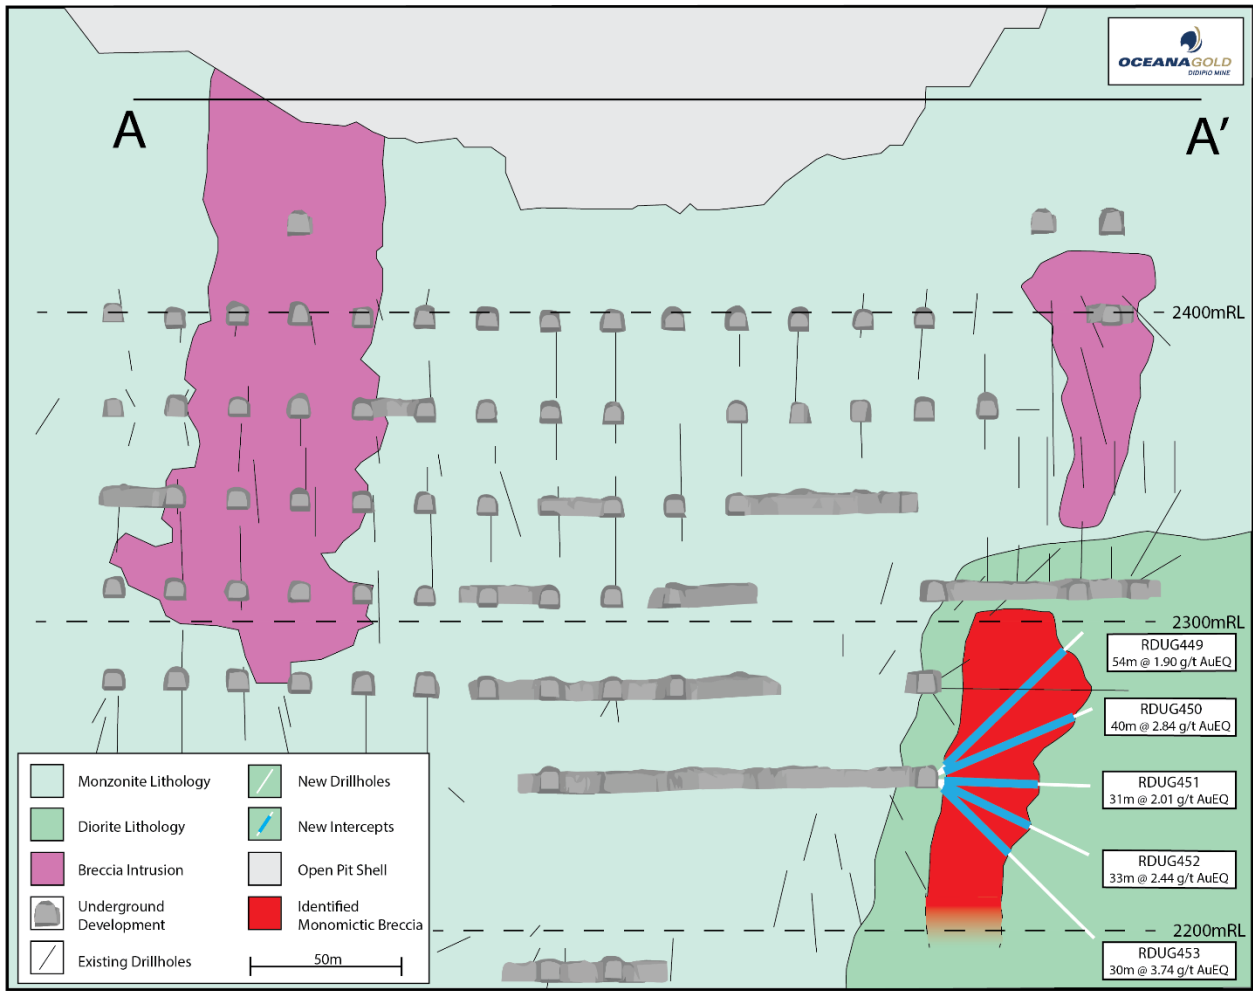 OCEANAGOLD
DIDIPIO MINE
A
A'
2400mRL
2300mRL
RDUG449
54m @ 1.90 g/t AuEQ
RDUG450
40m @ 2.84 g/t AuEQ
RDUG451
31m @ 2.01 g/t AuEQ
RDUG452
33m @ 2.44 g/t AuEQ
2200mRL
RDUG453
30m @ 3.74 g/t AuEQ
Monzonite Lithology
Diorite Lithology
Breccia Intrusion
Underground
Development
Existing Drillholes
New Drillholes
New Intercepts
Open Pit Shell
Identified
Monomictic Breccia
50m